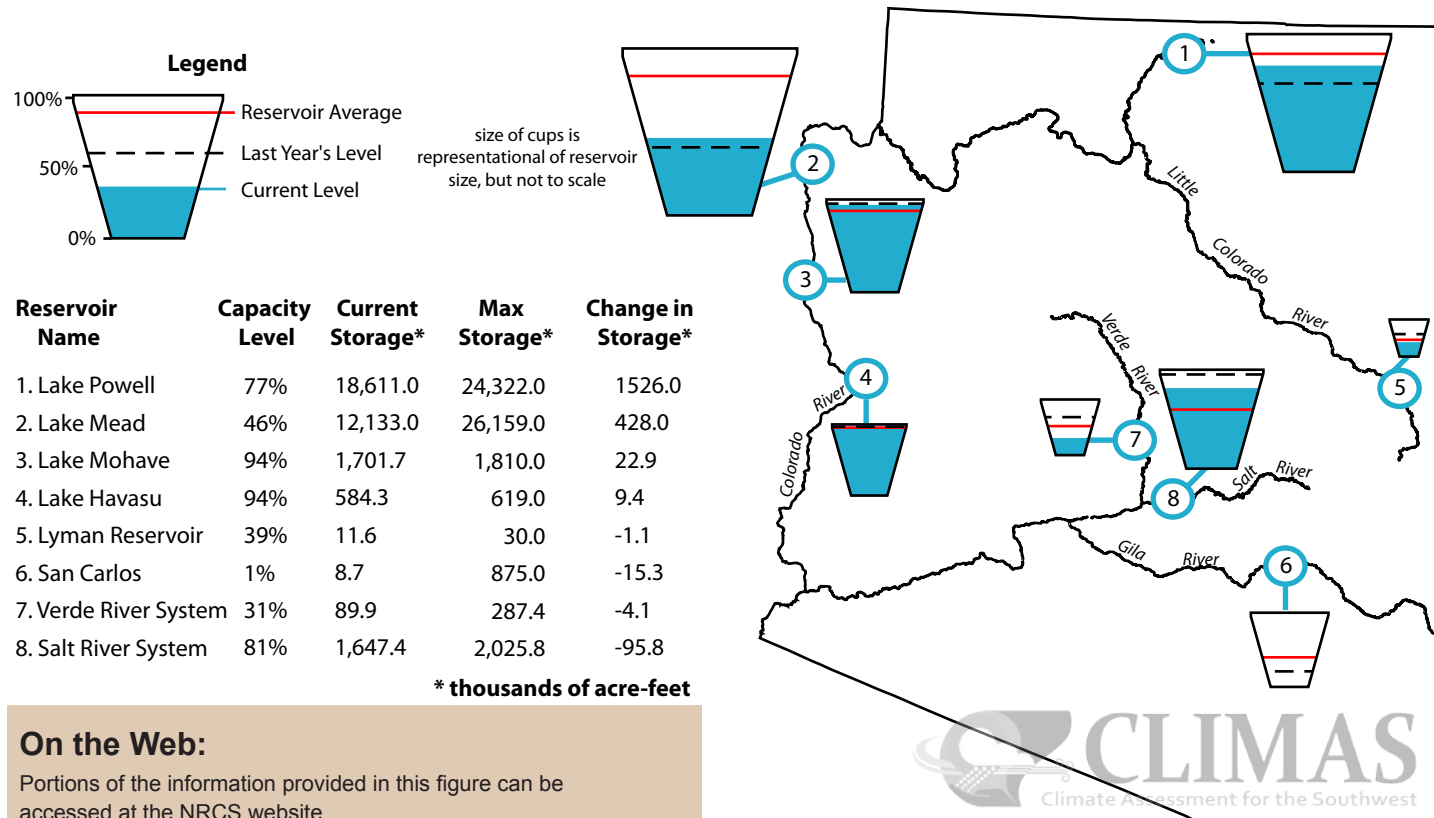 Legend
100%
50%
0%
Reservoir Average
Last Year's Level
Current Level
size of cups is
representational of reservoir
size, but not to scale
Reservoir Name Capacity Level Current Storage* Max Storage* Change in Storage*
1. Lake Powell 77% 18,611.0 24,322.0 1526.0
2. Lake Mead 46% 12,133.0 26,159.0 428.0
3. Lake Mohave 94% 1,701.7 1,810.0 22.9
4. Lake Havasu 94% 584.3 619.0 9.4
5. Lyman Reservoir 39% 11.6 30.0 -1.1
6. San Carlos 1% 8.7 875.0 -15.3
7. Verde River System 31% 89.9 287.4 -4.1
8. Salt River System 81% 1,647.4 2,025.8 -95.8
* thousands of acre-feet
On the Web:
Portions of the information provided in this figure can be
accessed at the NRCS website
1
2
3
4
5
6
7
8
Little Colorado River
Verde River
Colorado River
Salt River
Gila River
CLIMAS
Climate Assessment for the Southwest